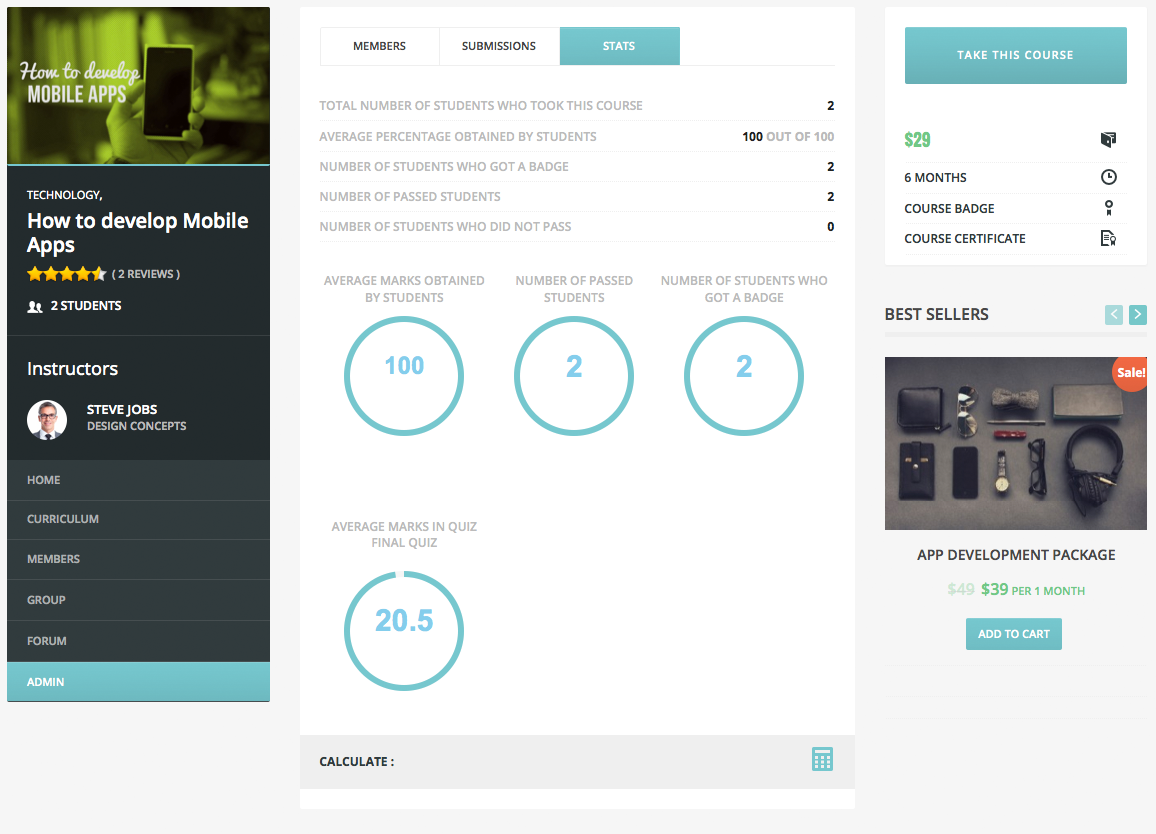 How to develop
MOBILE APPS
TECHNOLOGY,
How to develop Mobile
Apps
( 2 REVIEWS )
2 STUDENTS
Instructors
STEVE JOBS
DESIGN CONCEPTS
HOME
CURRICULUM
MEMBERS
GROUP
FORUM
ADMIN
MEMBERS SUBMISSIONS STATS
TOTAL NUMBER OF STUDENTS WHO TOOK THIS COURSE 2
AVERAGE PERCENTAGE OBTAINED BY STUDENTS 100 OUT OF 100
NUMBER OF STUDENTS WHO GOT A BADGE 2
NUMBER OF PASSED STUDENTS 2
NUMBER OF STUDENTS WHO DID NOT PASS 0
AVERAGE MARKS OBTAINED
BY STUDENTS
100
NUMBER OF PASSED
STUDENTS
2
NUMBER OF STUDENTS WHO
GOT A BADGE
2
AVERAGE MARKS IN QUIZ
FINAL QUIZ
20.5
CALCULATE :
TAKE THIS COURSE
$29
6 MONTHS
COURSE BADGE
COURSE CERTIFICATE
BEST SELLERS
Sale!
APP DEVELOPMENT PACKAGE
$49 $39 PER 1 MONTH
ADD TO CART